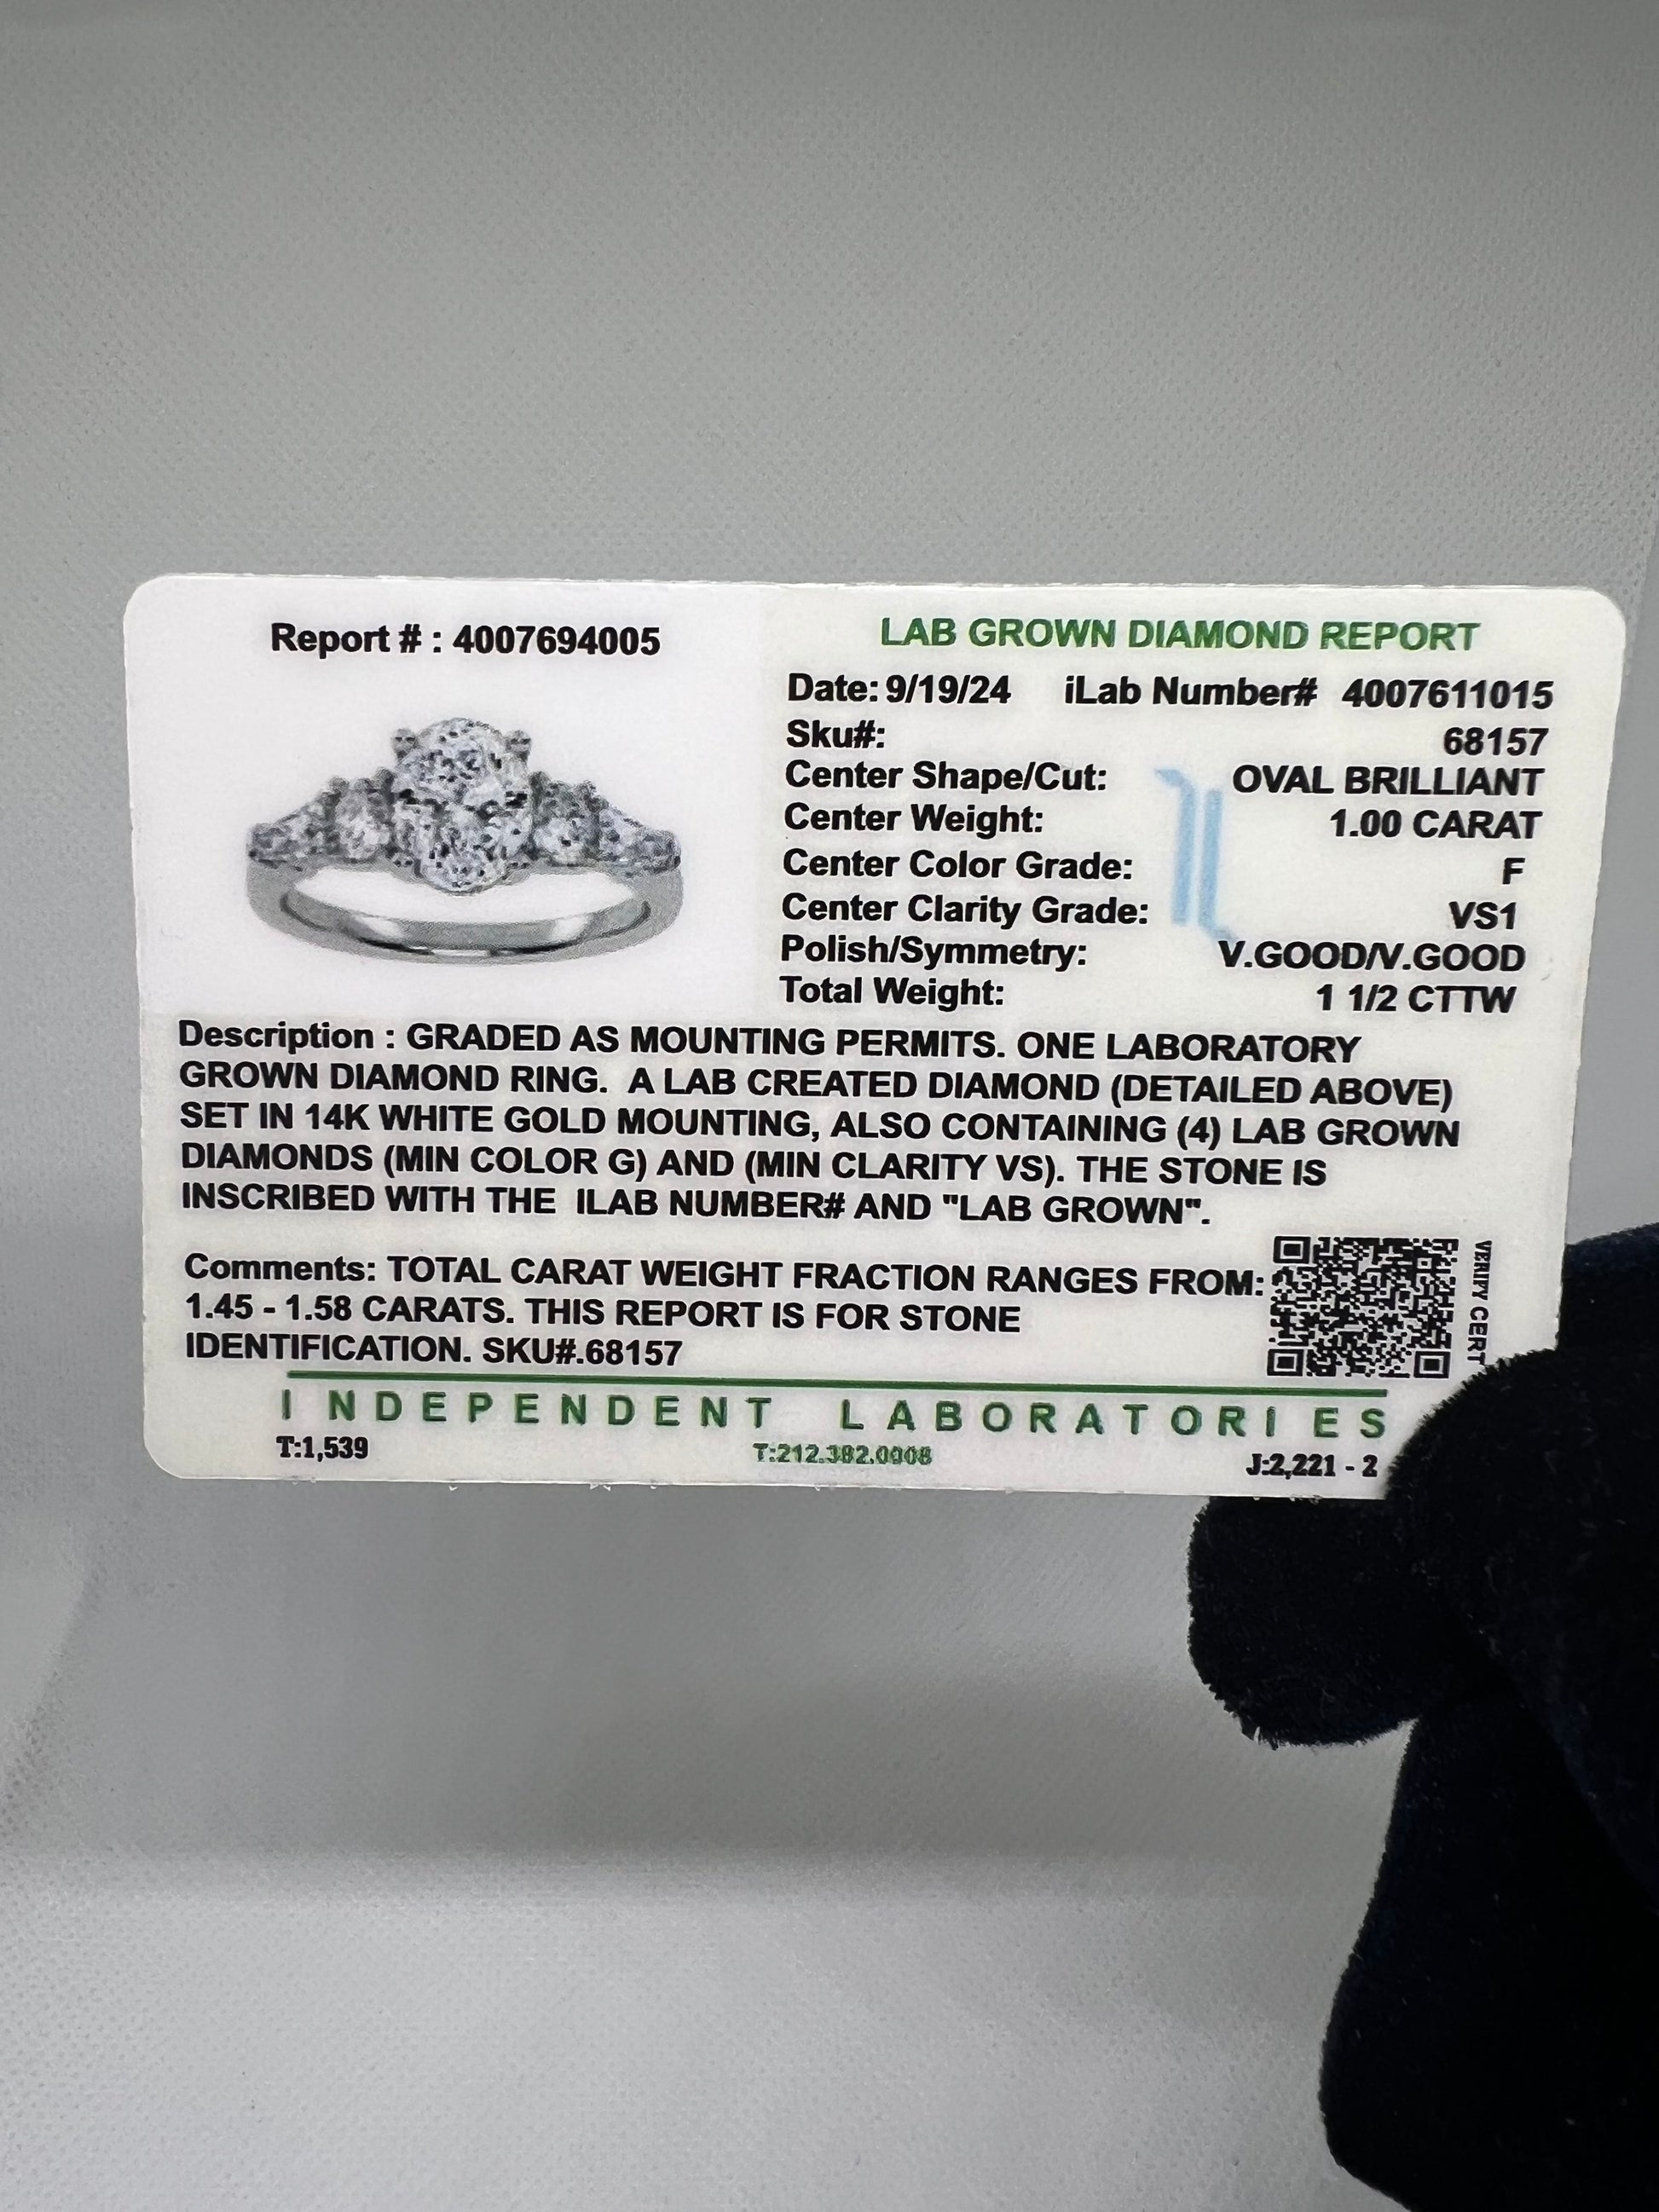 Report # : 4007694005
LAB GROWN DIAMOND REPORT
Date: 9/19/24 iLab Number# 4007611015
Sku#: 68157
Center Shape/Cut: OVAL BRILLIANT
Center Weight: 1.00 CARAT
Center Color Grade: F
Center Clarity Grade: VS1
Polish/Symmetry: V.GOOD/V.GOOD
Total Weight: 1 1/2 CTTW
Description : GRADED AS MOUNTING PERMITS. ONE LABORATORY
GROWN DIAMOND RING. A LAB CREATED DIAMOND (DETAILED ABOVE)
SET IN 14K WHITE GOLD MOUNTING, ALSO CONTAINING (4) LAB GROWN
DIAMONDS (MIN COLOR G) AND (MIN CLARITY VS). THE STONE IS
INSCRIBED WITH THE ILAB NUMBER# AND "LAB GROWN".
Comments: TOTAL CARAT WEIGHT FRACTION RANGES FROM:
1.45 - 1.58 CARATS. THIS REPORT IS FOR STONE
IDENTIFICATION. SKU#.68157
VERIFY CERT
INDEPENDENT LABORATORIES
T:1,539 T:212.382.0008 J:2,221 - 2